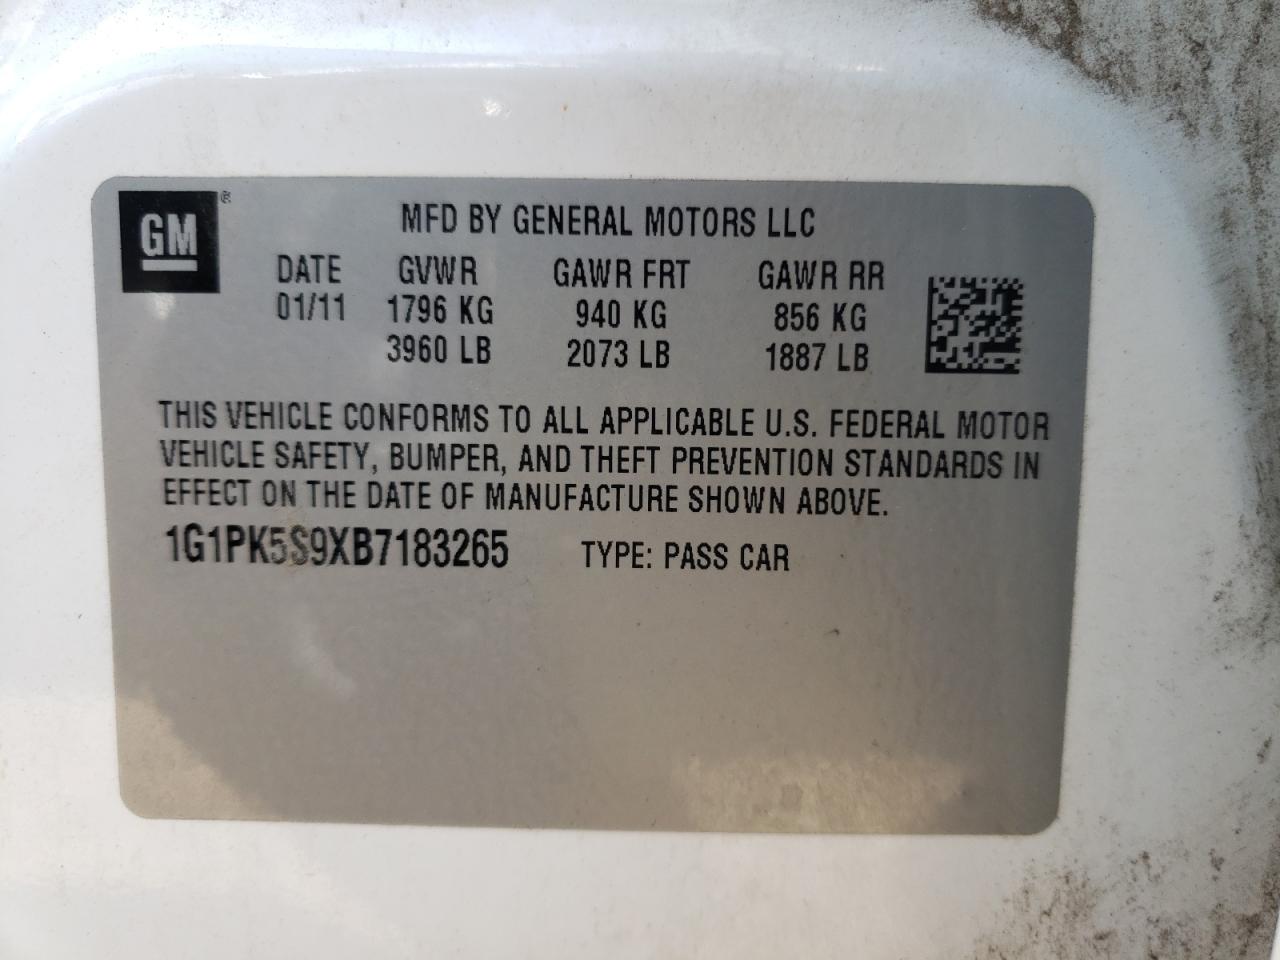 GM ®
MFD BY GENERAL MOTORS LLC
DATE GVWR GAWR FRT GAWR RR
01/11 1796 KG 940 KG 856 KG
3960 LB 2073 LB 1887 LB
THIS VEHICLE CONFORMS TO ALL APPLICABLE U.S. FEDERAL MOTOR
VEHICLE SAFETY, BUMPER, AND THEFT PREVENTION STANDARDS IN
EFFECT ON THE DATE OF MANUFACTURE SHOWN ABOVE.
1G1PK5S9XB7183265 TYPE: PASS CAR